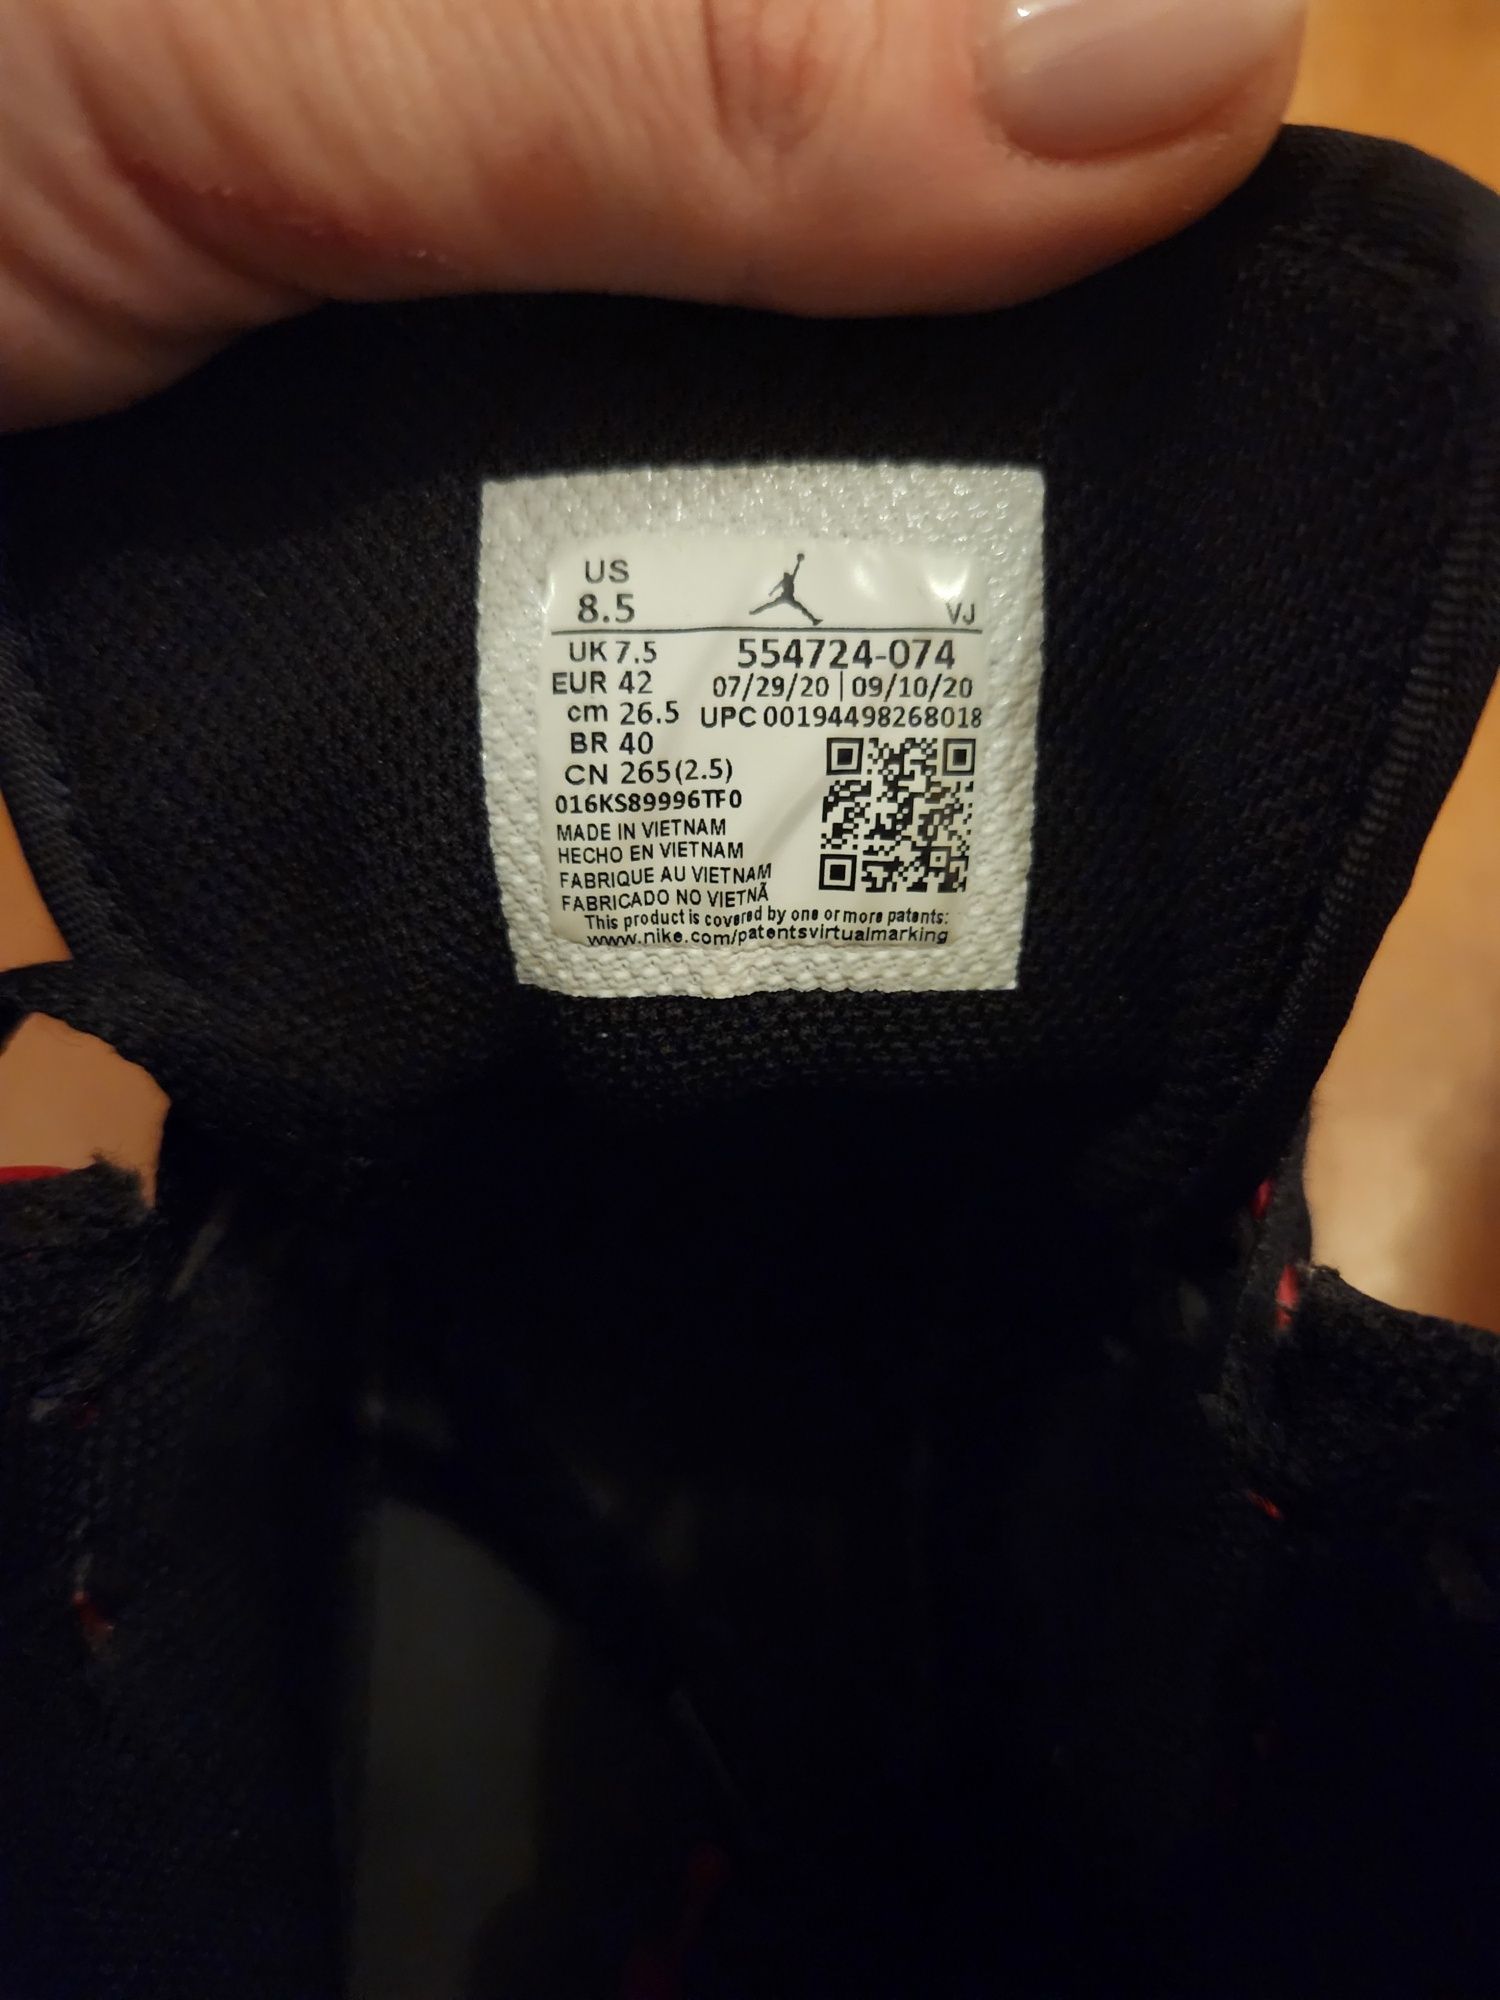 US
8.5
VJ
UK 7.5
554724-074
EUR 42
07/29/20 | 09/10/20
cm 26.5
UPC 00194498268018
BR 40
CN 265(2.5)
016KS89996TF0
MADE IN VIETNAM
HECHO EN VIETNAM
FABRIQUE AU VIETNAM
FABRICADO NO VIETNÃ
This product is covered by one or more patents:
www.nike.com/patentsvirtualmarking